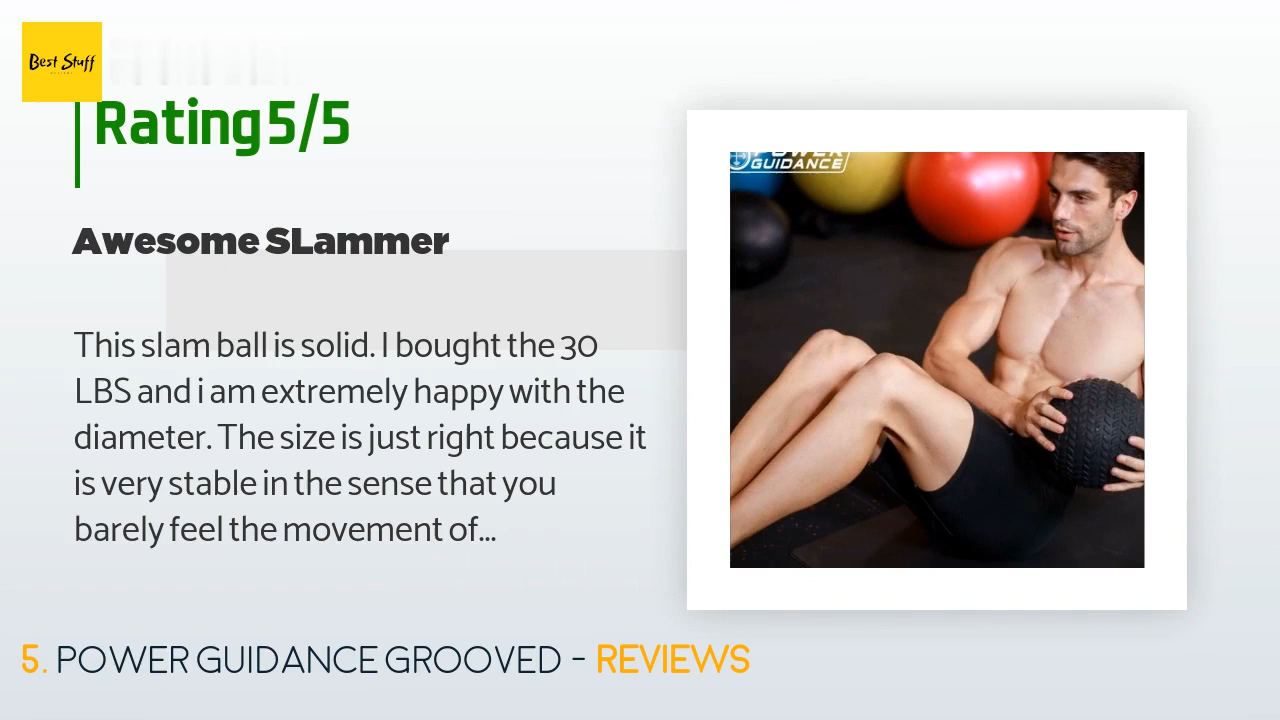 Best Stuff
Rating 5/5
Awesome SLammer
This slam ball is solid. I bought the 30
LBS and i am extremely happy with the
diameter. The size is just right because it
is very stable in the sense that you
barely feel the movement of...
POWER
GUIDANCE
5. POWER GUIDANCE GROOVED - REVIEWS